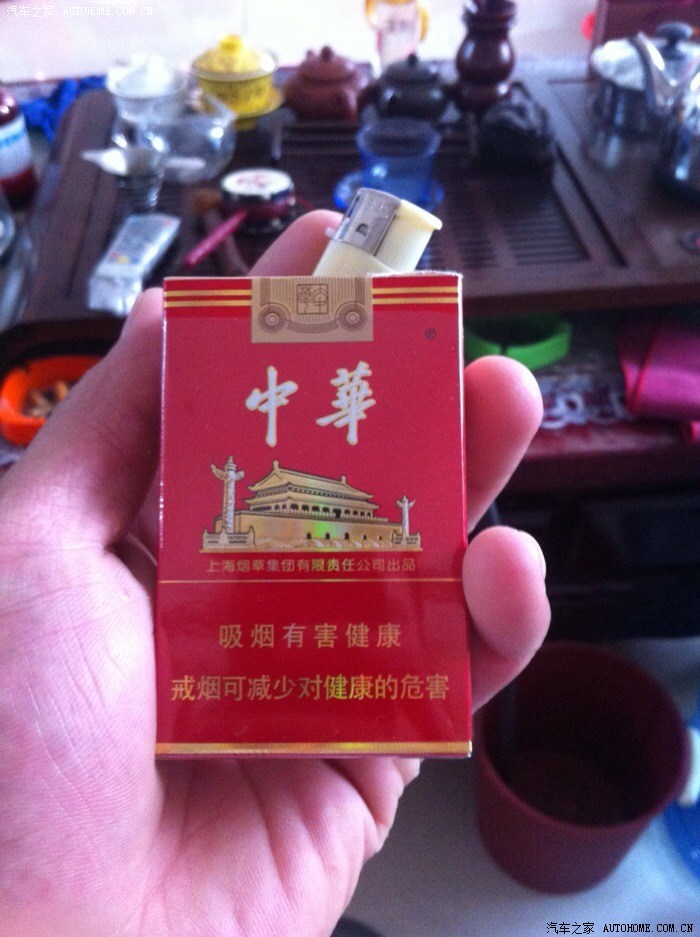 汽车之家 AUTOHOME.COM.CN
®
中華
上海烟草集团有限责任公司出品
吸烟有害健康
戒烟可减少对健康的危害
汽车之家 AUTOHOME.COM.CN